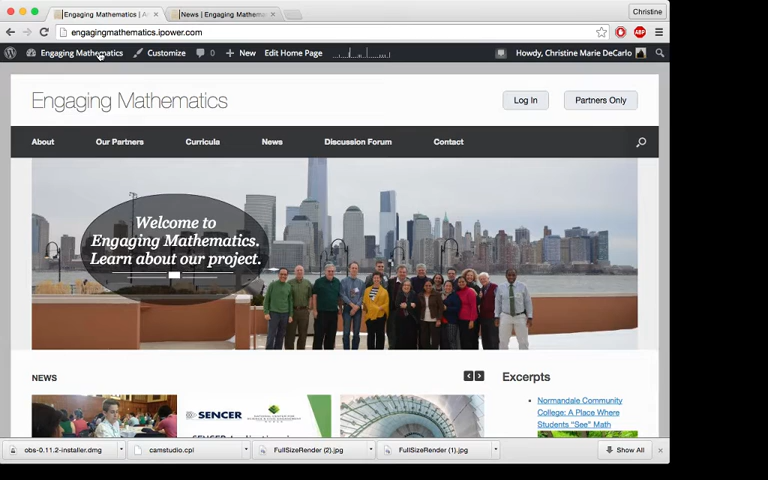 Christine
Engaging Mathematics | A
News | Engaging Mathemat
engagingmathematics.ipower.com
ABP
Engaging Mathematics
Customize
0
New
Edit Home Page
Howdy, Christine Marie DeCarlo
Engaging Mathematics
Log In
Partners Only
About
Our Partners
Curricula
News
Discussion Forum
Contact
Welcome to
Engaging Mathematics.
Learn about our project.
NEWS
Excerpts
SENCER
Normandale Community
College: A Place Where
Students “See” Math
obs-0.11.2-installer.dmg
camstudio.cpl
FullSizeRender (2).jpg
FullSizeRender (1).jpg
Show All